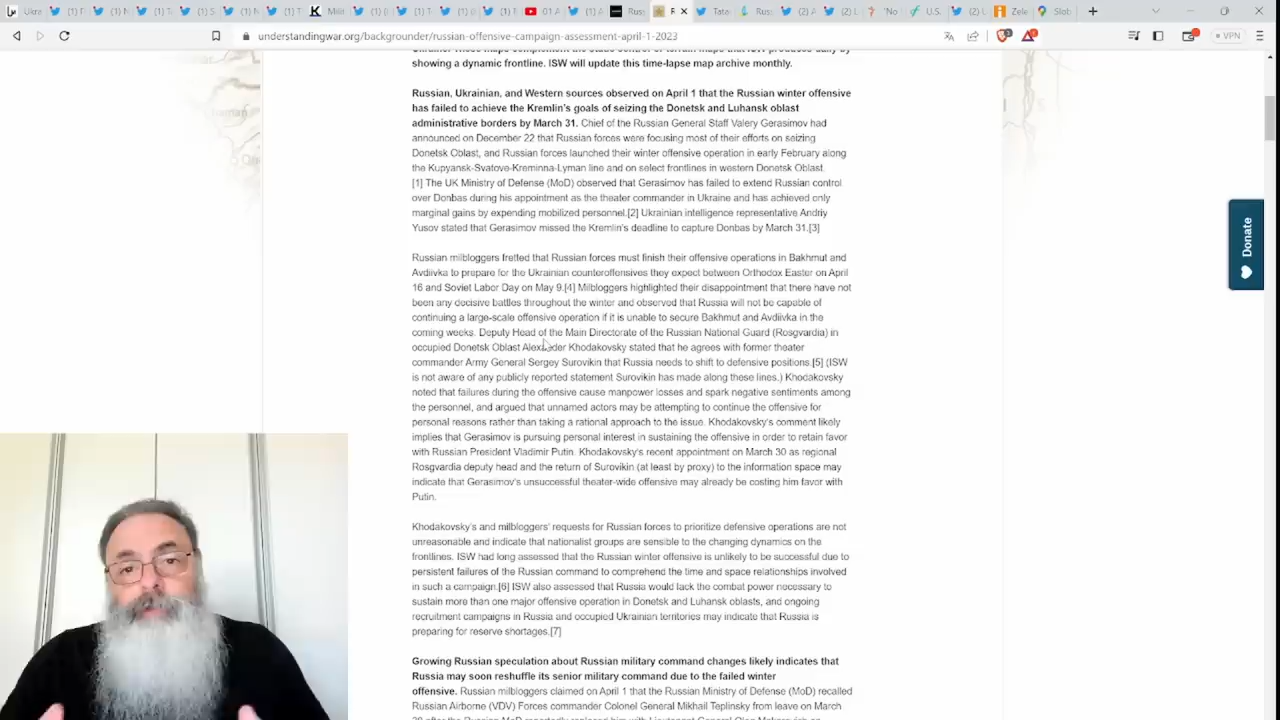 Ukra
(1) T
(1) N
(1) T
(1) S
(1) N
(1) T
Milit
(1) (
(1) T
(1) (
(1) T
01 A
(1) A
Russ
R
Tata
Rus
(2) A
(2) L
'No
U.S.
(2) L
Zele
Slob
understandingwar.org/backgrounder/russian-offensive-campaign-assessment-april-1-2023
VPN
showing a dynamic frontline. ISW will update this time-lapse map archive monthly.
Russian, Ukrainian, and Western sources observed on April 1 that the Russian winter offensive
has failed to achieve the Kremlin's goals of seizing the Donetsk and Luhansk oblast
administrative borders by March 31. Chief of the Russian General Staff Valery Gerasimov had
announced on December 22 that Russian forces were focusing most of their efforts on seizing
Donetsk Oblast, and Russian forces launched their winter offensive operation in early February along
the Kupyansk-Svatove-Kreminna-Lyman line and on select frontlines in western Donetsk Oblast.
[1] The UK Ministry of Defense (MoD) observed that Gerasimov has failed to extend Russian control
over Donbas during his appointment as the theater commander in Ukraine and has achieved only
marginal gains by expending mobilized personnel.[2] Ukrainian intelligence representative Andriy
Yusov stated that Gerasimov missed the Kremlin's deadline to capture Donbas by March 31.[3]
Russian milbloggers fretted that Russian forces must finish their offensive operations in Bakhmut and
Avdiivka to prepare for the Ukrainian counteroffensives they expect between Orthodox Easter on April
16 and Soviet Labor Day on May 9.[4] Milbloggers highlighted their disappointment that there have not
been any decisive battles throughout the winter and observed that Russia will not be capable of
continuing a large-scale offensive operation if it is unable to secure Bakhmut and Avdiivka in the
coming weeks. Deputy Head of the Main Directorate of the Russian National Guard (Rosgvardia) in
occupied Donetsk Oblast Alexander Khodakovsky stated that he agrees with former theater
commander Army General Sergey Surovikin that Russia needs to shift to defensive positions.[5] (ISW
is not aware of any publicly reported statement Surovikin has made along these lines.) Khodakovsky
noted that failures during the offensive cause manpower losses and spark negative sentiments among
the personnel, and argued that unnamed actors may be attempting to continue the offensive for
personal reasons rather than taking a rational approach to the issue. Khodakovsky's comment likely
implies that Gerasimov is pursuing personal interest in sustaining the offensive in order to retain favor
with Russian President Vladimir Putin. Khodakovsky's recent appointment on March 30 as regional
Rosgvardia deputy head and the return of Surovikin (at least by proxy) to the information space may
indicate that Gerasimov's unsuccessful theater-wide offensive may already be costing him favor with
Putin.
Khodakovsky's and milbloggers' requests for Russian forces to prioritize defensive operations are not
unreasonable and indicate that nationalist groups are sensible to the changing dynamics on the
frontlines. ISW had long assessed that the Russian winter offensive is unlikely to be successful due to
persistent failures of the Russian command to comprehend the time and space relationships involved
in such a campaign.[6] ISW also assessed that Russia would lack the combat power necessary to
sustain more than one major offensive operation in Donetsk and Luhansk oblasts, and ongoing
recruitment campaigns in Russia and occupied Ukrainian territories may indicate that Russia is
preparing for reserve shortages.[7]
Growing Russian speculation about Russian military command changes likely indicates that
Russia may soon reshuffle its senior military command due to the failed winter
offensive. Russian milbloggers claimed on April 1 that the Russian Ministry of Defense (MoD) recalled
Russian Airborne (VDV) Forces commander Colonel General Mikhail Teplinsky from leave on March
Donate